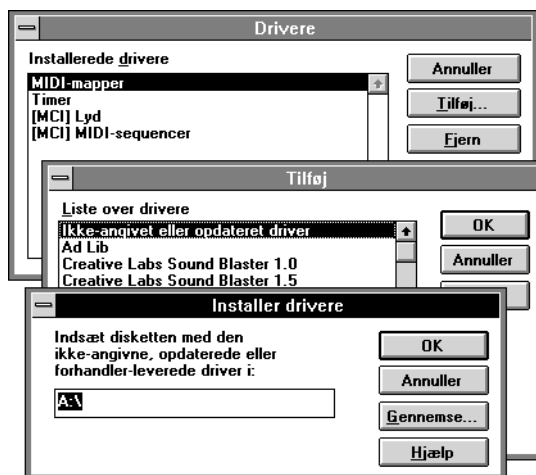 Drivere
Installerede drivere
MIDI-mapper
Timer
[MCI] Lyd
[MCI] MIDI-sequencer
Annuller
Tilføj...
Fjern
Tilføj
Liste over drivere
Ikke-angivet eller opdateret driver
Ad Lib
Creative Labs Sound Blaster 1.0
Creative Labs Sound Blaster 1.5
OK
Annuller
Installer drivere
Indsæt disketten med den
ikke-angivne, opdaterede eller
forhandler-leverede driver i:
A:\
OK
Annuller
Gennemse...
Hjælp